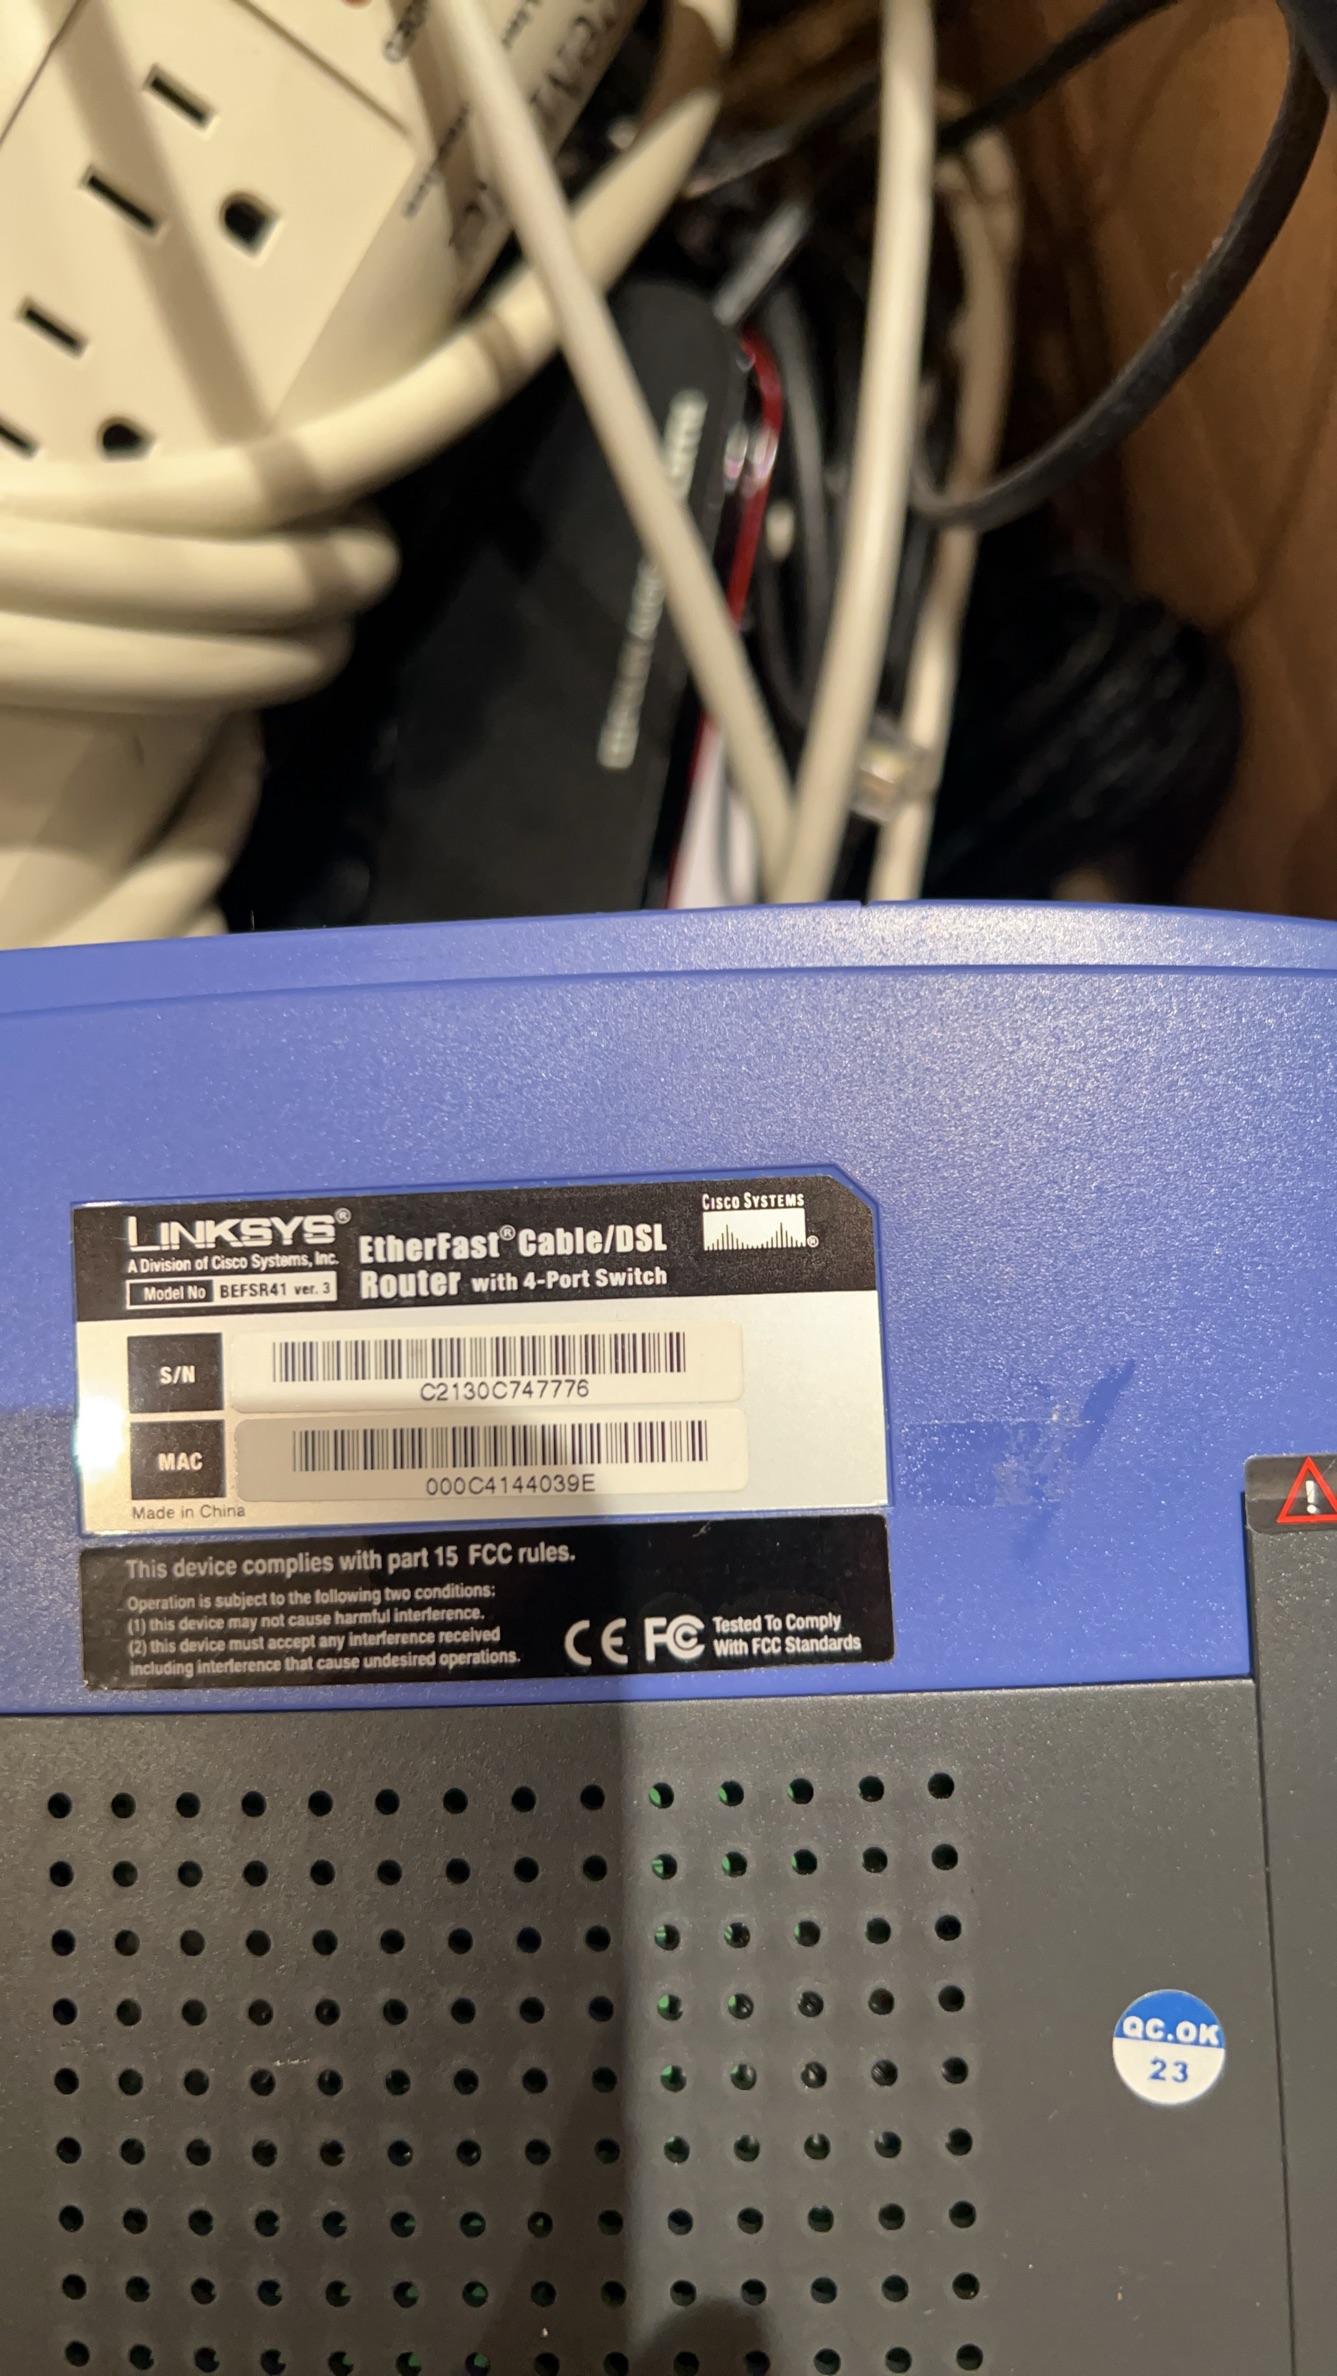 LINKSYS®
A Division of Cisco Systems, Inc.
Model No BEFSR41 ver. 3
EtherFast® Cable/DSL
Router with 4-Port Switch
CISCO SYSTEMS
®
S/N
C2130C747776
MAC
000C4144039E
Made in China
This device complies with part 15 FCC rules.
Operation is subject to the following two conditions:
(1) this device may not cause harmful interference.
(2) this device must accept any interference received
including interference that cause undesired operations.
CE FC Tested To Comply
With FCC Standards
!
QC.OK
23